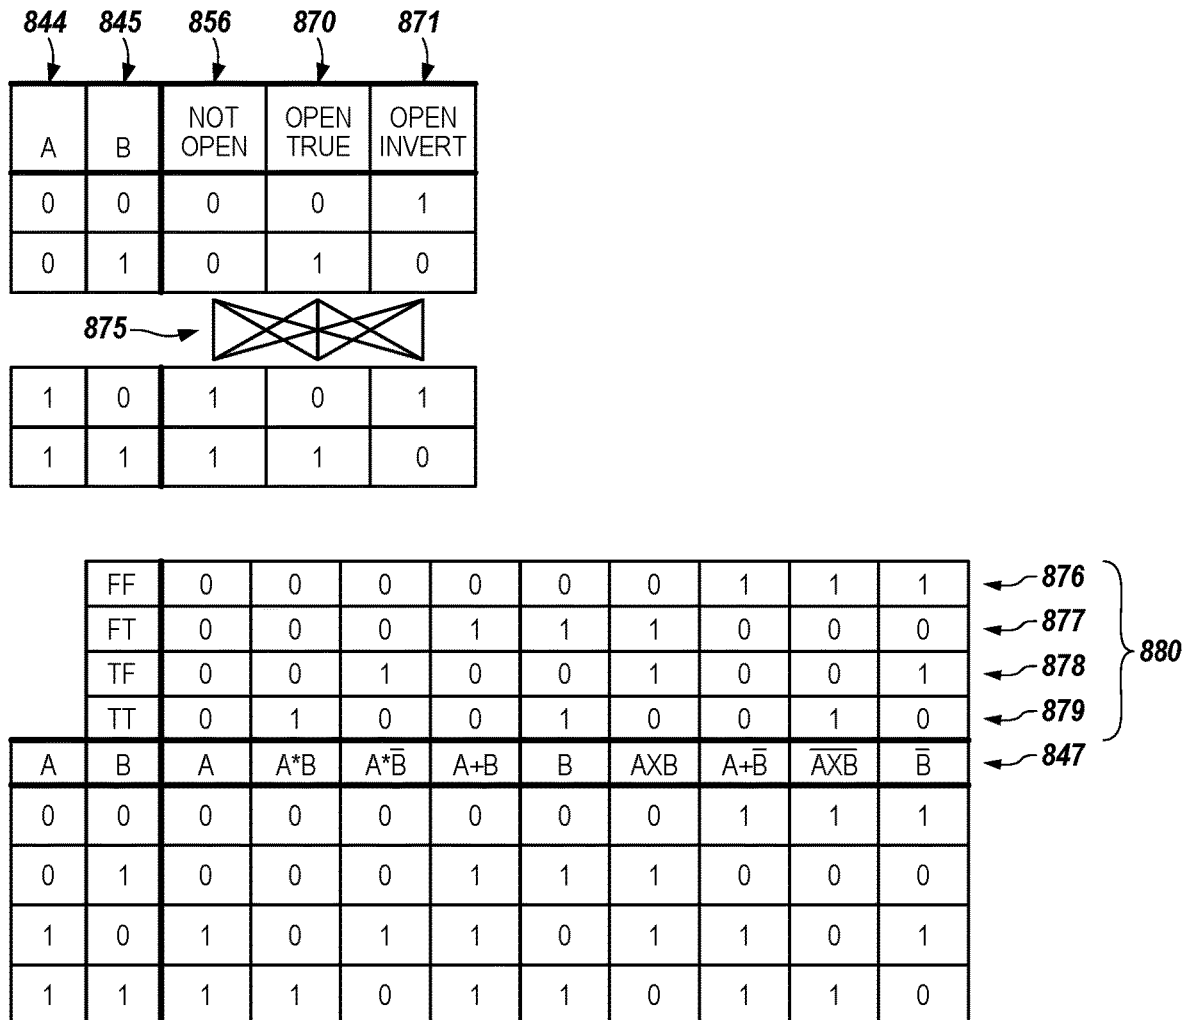 844 845 856 870 871
A B NOT OPEN OPEN TRUE OPEN INVERT
0 0 0 0 1
0 1 0 1 0
875
1 0 1 0 1
1 1 1 1 0
FF 0 0 0 0 0 0 1 1 1 876
FT 0 0 0 1 1 1 0 0 0 877
TF 0 0 1 0 0 1 0 0 1 878
880
TT 0 1 0 0 1 0 0 1 0 879
A B A A*B A*B̅ A+B B AXB A+B̅ A̅X̅B̅ B̅ 847
0 0 0 0 0 0 0 0 1 1 1
0 1 0 0 0 1 1 1 0 0 0
1 0 1 0 1 1 0 1 1 0 1
1 1 1 1 0 1 1 0 1 1 0